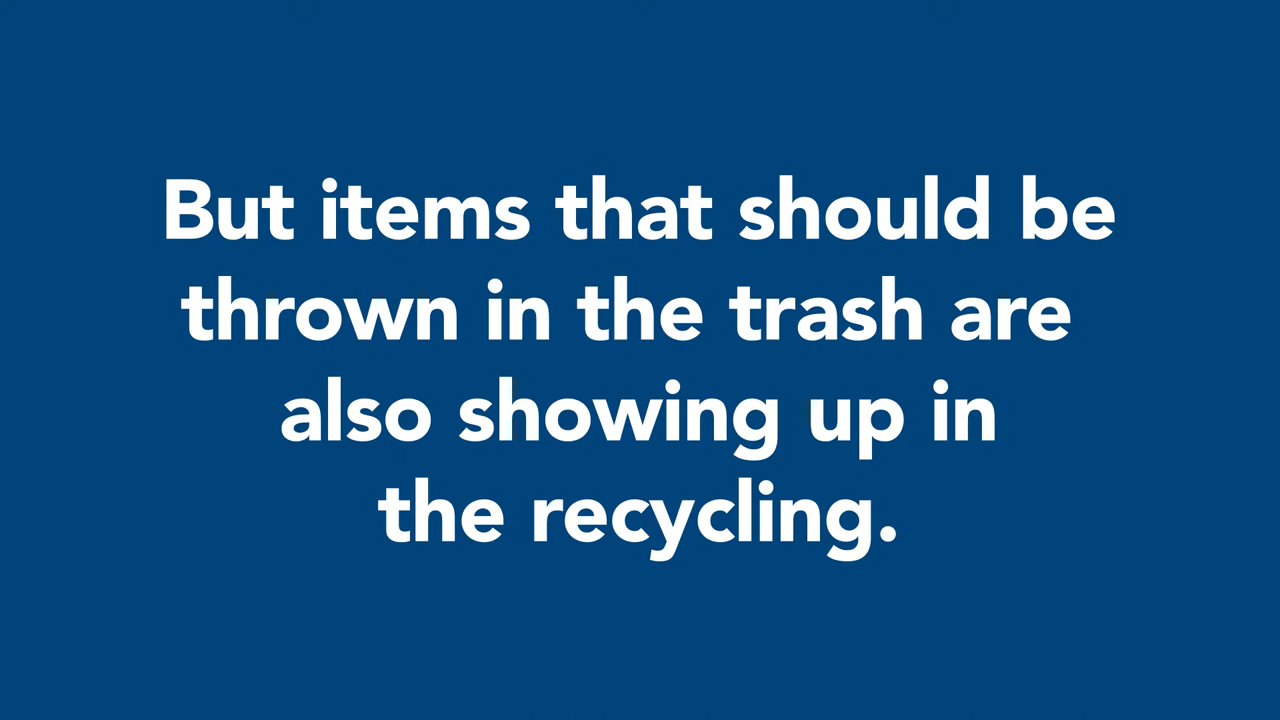 But items that should be
thrown in the trash are
also showing up in
the recycling.